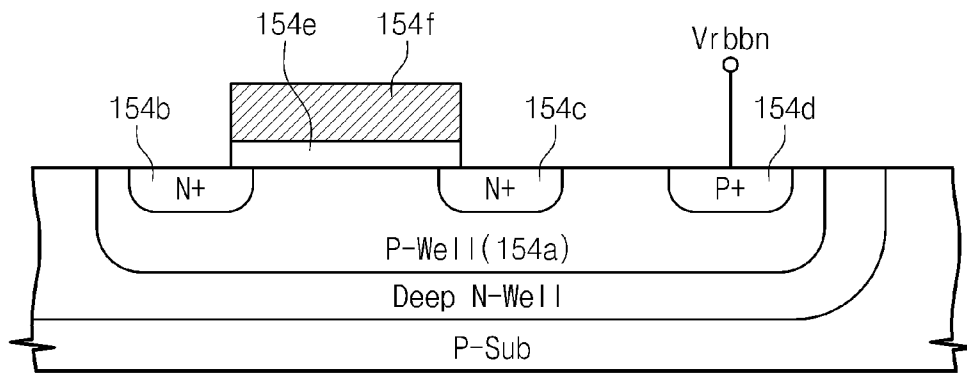 154e 154f
Vrbbn
154b 154c 154d
N+ N+ P+
P-Well(154a)
Deep N-Well
P-Sub